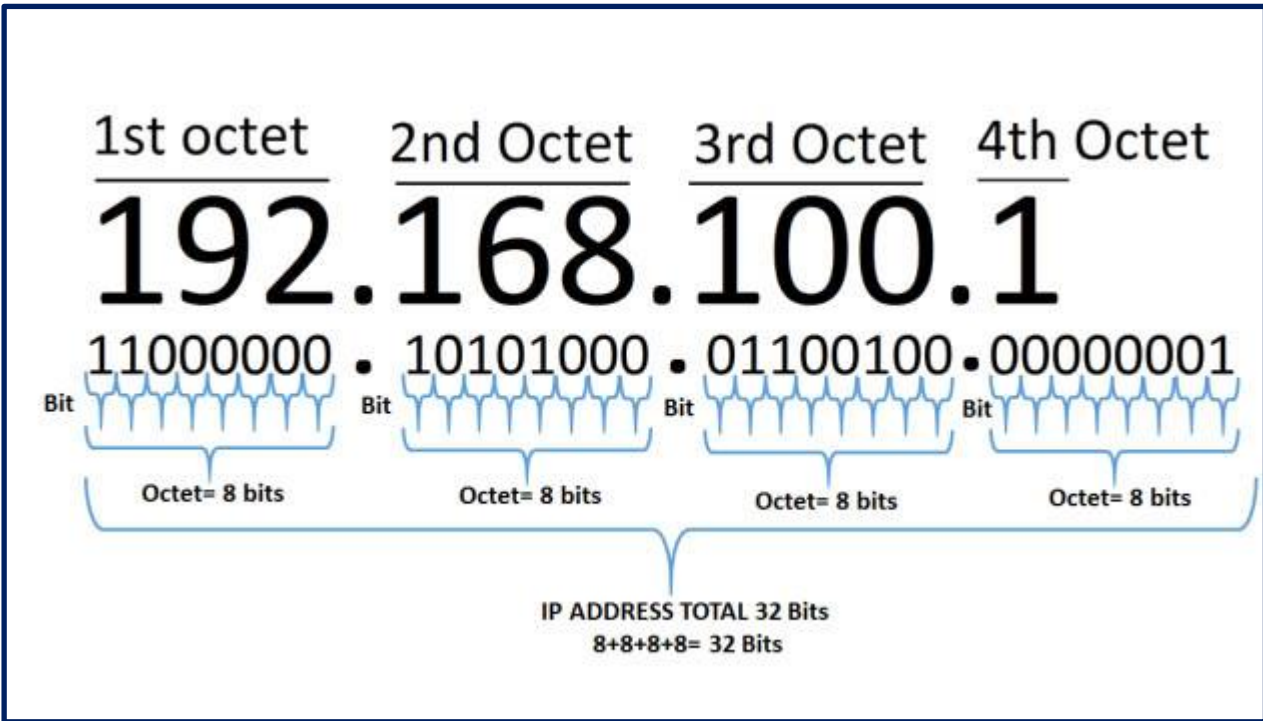 1st octet 2nd Octet 3rd Octet 4th Octet
192.168.100.1
11000000 . 10101000 . 01100100 . 00000001
Bit Bit Bit Bit
Octet= 8 bits Octet= 8 bits Octet= 8 bits Octet= 8 bits
IP ADDRESS TOTAL 32 Bits
8+8+8+8= 32 Bits